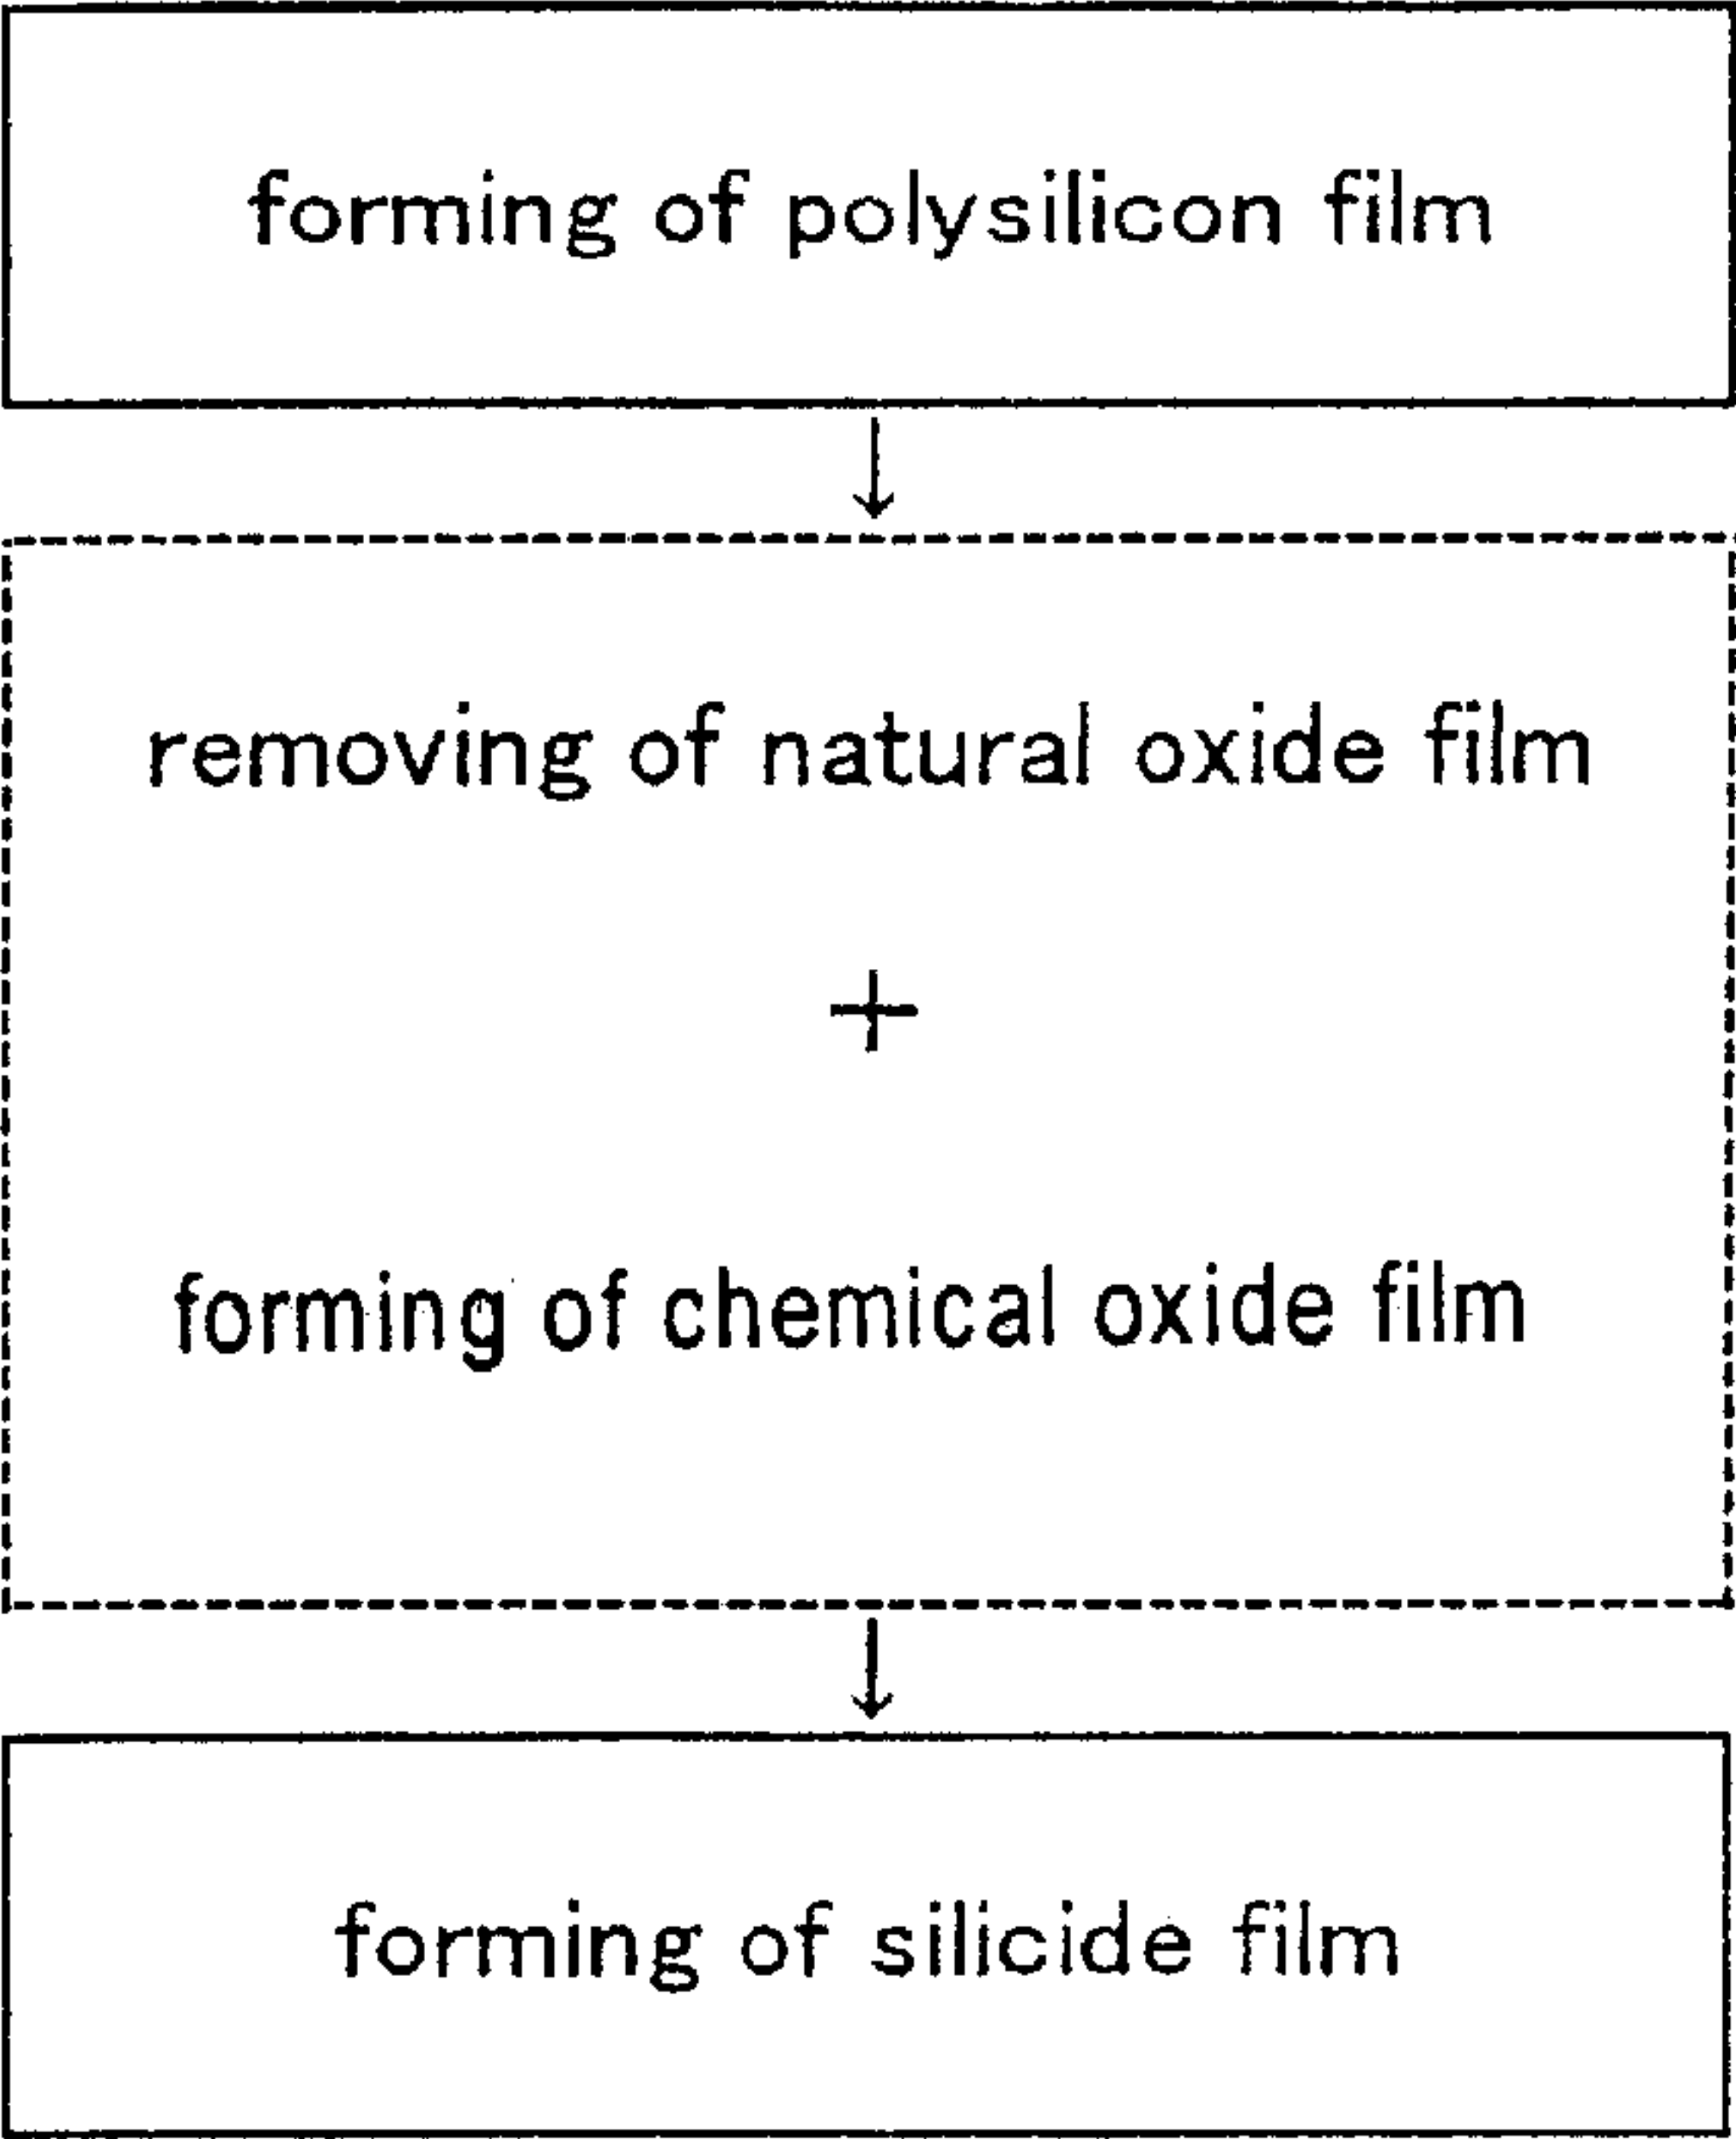 forming of polysilicon film
removing of natural oxide film
+
forming of chemical oxide film
forming of silicide film